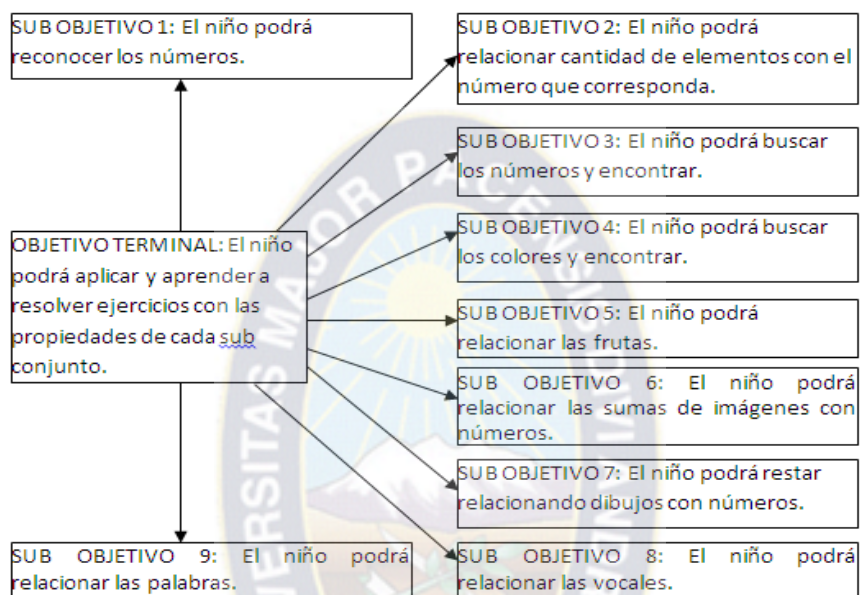 SUB OBJETIVO 1: El niño podrá
reconocer los números.
SUB OBJETIVO 2: El niño podrá
relacionar cantidad de elementos con el
número que corresponda.
SUB OBJETIVO 3: El niño podrá buscar
los números y encontrar.
SUB OBJETIVO 4: El niño podrá buscar
los colores y encontrar.
OBJETIVO TERMINAL: El niño
podrá aplicar y aprender a
resolver ejercicios con las
propiedades de cada sub
conjunto.
SUB OBJETIVO 5: El niño podrá
relacionar las frutas.
SUB OBJETIVO 6: El niño podrá
relacionar las sumas de imágenes con
números.
SUB OBJETIVO 7: El niño podrá restar
relacionando dibujos con números.
SUB OBJETIVO 9: El niño podrá
relacionar las palabras.
SUB OBJETIVO 8: El niño podrá
relacionar las vocales.